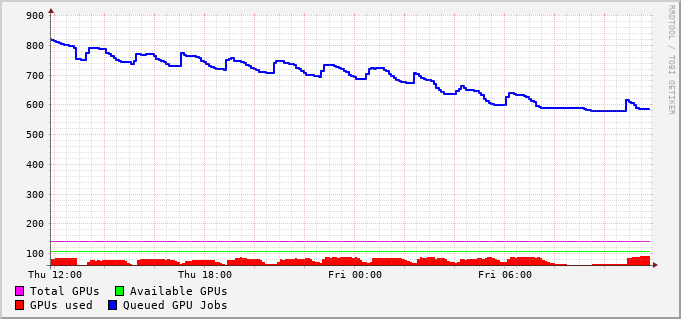 RRDTOOL / TOBI OETIKER
900
800
700
600
500
400
300
200
100
Thu 12:00 Thu 18:00 Fri 00:00 Fri 06:00
Total GPUs Available GPUs
GPUs used Queued GPU Jobs